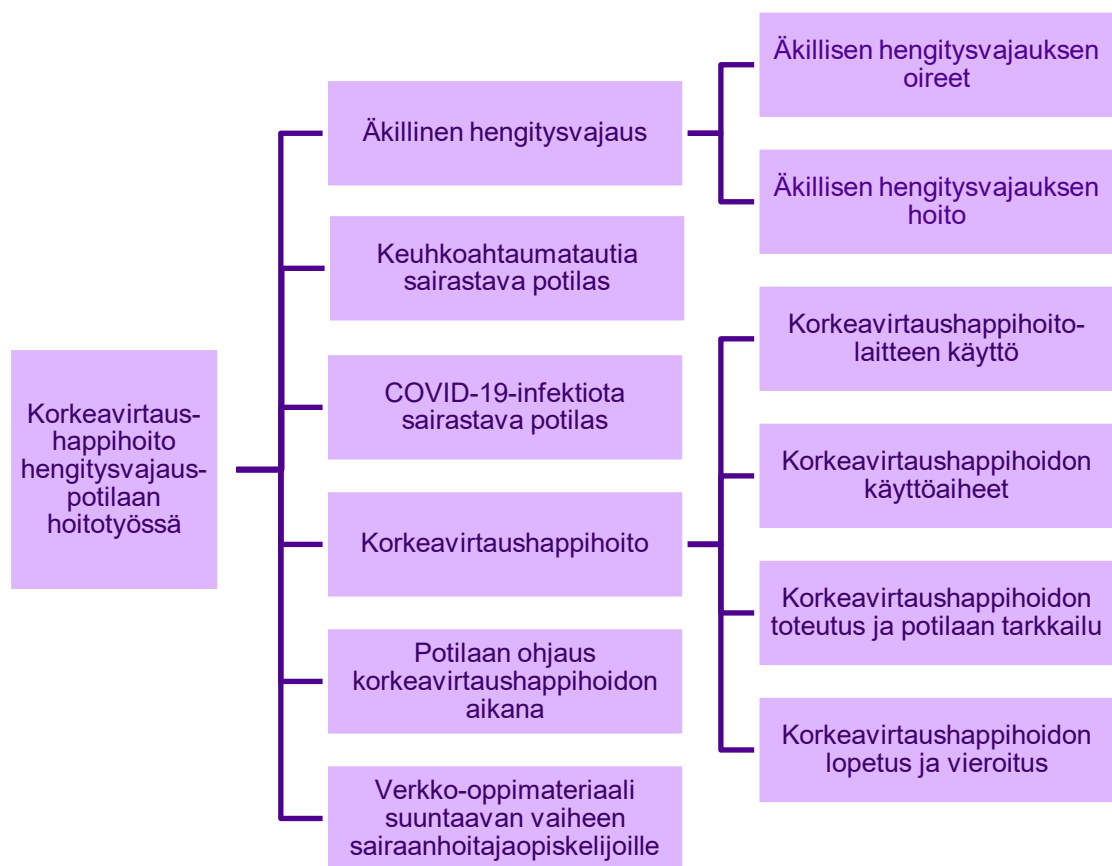 Korkeavirtaus-
happihoito
hengitysvajaus-
potilaan
hoitotyössä
Äkillinen hengitysvajaus
Äkillisen hengitysvajauksen
oireet
Äkillisen hengitysvajauksen
hoito
Keuhkoahtaumatautia
sairastava potilas
COVID-19-infektiota
sairastava potilas
Korkeavirtaushappihoito
Korkeavirtaushappihoito-
laitteen käyttö
Korkeavirtaushappihoidon
käyttöaiheet
Korkeavirtaushappihoidon
toteutus ja potilaan tarkkailu
Korkeavirtaushappihoidon
lopetus ja vieroitus
Potilaan ohjaus
korkeavirtaushappihoidon
aikana
Verkko-oppimateriaali
suuntaavan vaiheen
sairaanhoitajaopiskelijoille